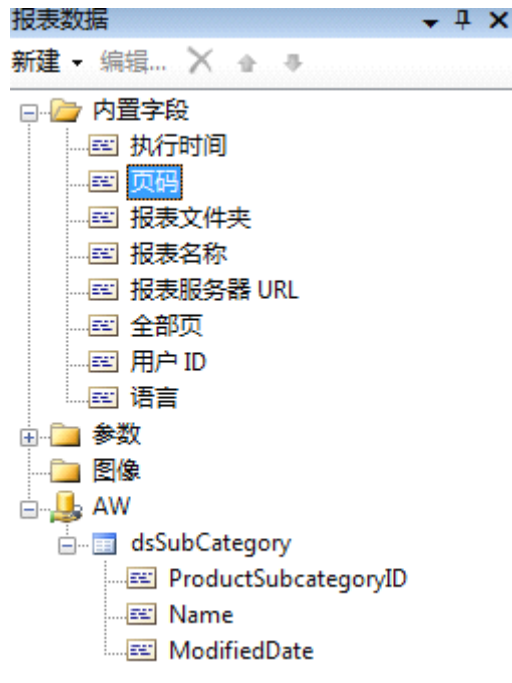 报表数据
新建 编辑...
内置字段
执行时间
页码
报表文件夹
报表名称
报表服务器 URL
全部页
用户 ID
语言
参数
图像
AW
dsSubCategory
ProductSubcategoryID
Name
ModifiedDate